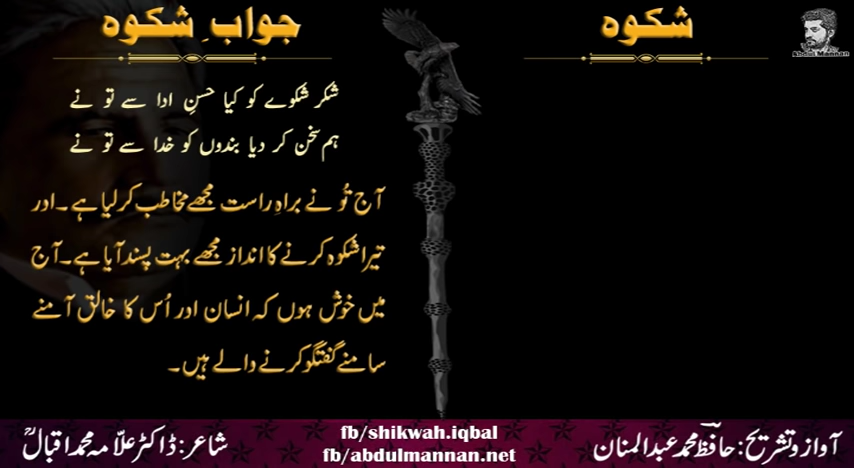 شکوہ
جوابِ شکوہ
Abdul Mannan
شکر شکوے کو کیا حسنِ ادا سے تو نے
ہم سخن کر دیا بندوں کو خدا سے تو نے
آج تُو نے براہِ راست مجھے مخاطب کرلیا ہے۔اور
تیرا شکوہ کرنے کا انداز مجھے بہت پسند آیا ہے۔آج
میں خوش ہوں کہ انسان اور اُس کا خالق آمنے
سامنے گفتگو کرنے والے ہیں۔
آواز و تشریح: حافظ محمد عبدالمنان
fb/shikwah.iqbal
fb/abdulmannan.net
شاعر: ڈاکٹر علّامہ محمد اقبالؒ